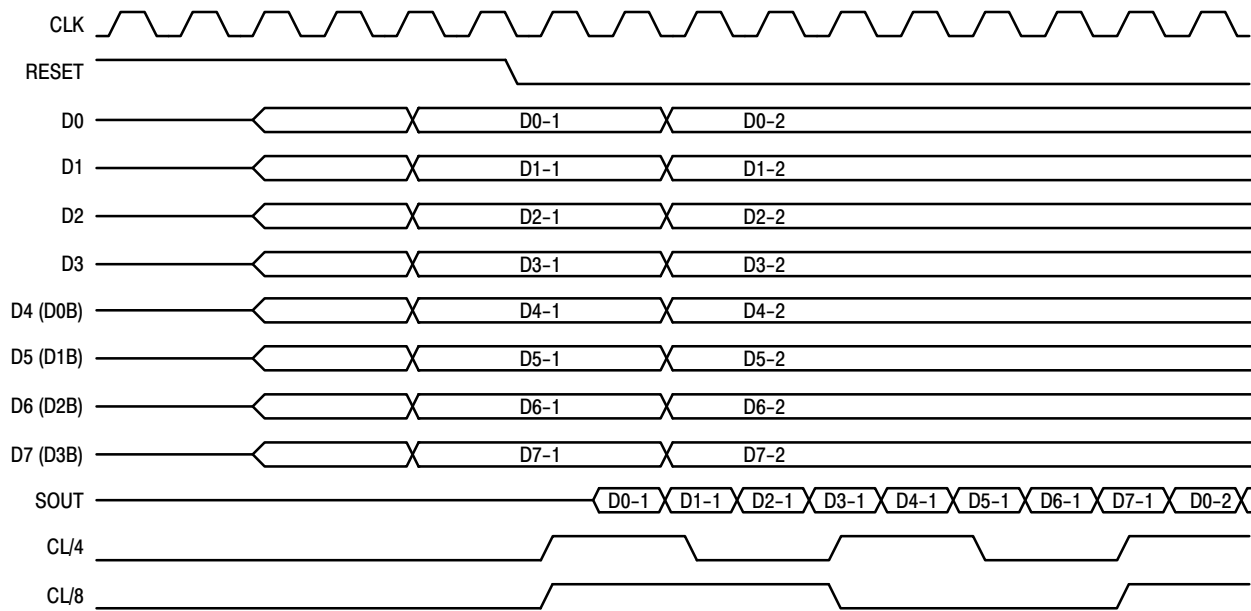 CLK
RESET
D0 D0-1 D0-2
D1 D1-1 D1-2
D2 D2-1 D2-2
D3 D3-1 D3-2
D4 (D0B) D4-1 D4-2
D5 (D1B) D5-1 D5-2
D6 (D2B) D6-1 D6-2
D7 (D3B) D7-1 D7-2
SOUT D0-1 D1-1 D2-1 D3-1 D4-1 D5-1 D6-1 D7-1 D0-2
CL/4
CL/8